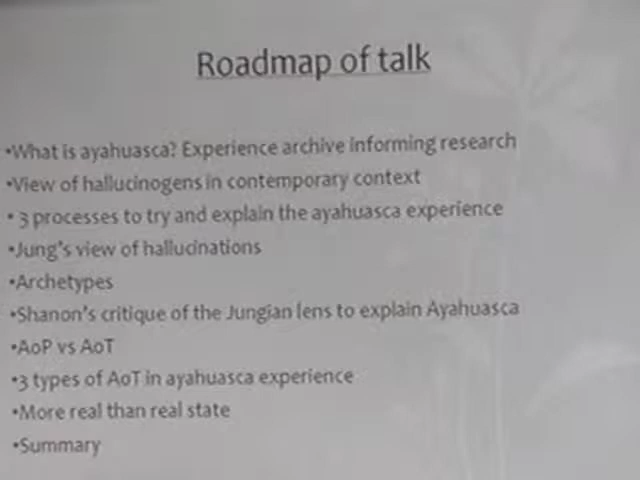 Roadmap of talk
•What is ayahuasca? Experience archive informing research
•View of hallucinogens in contemporary context
• 3 processes to try and explain the ayahuasca experience
•Jung's view of hallucinations
•Archetypes
•Shanon's critique of the Jungian lens to explain Ayahuasca
•AoP vs AoT
•3 types of AoT in ayahuasca experience
•More real than real state
•Summary